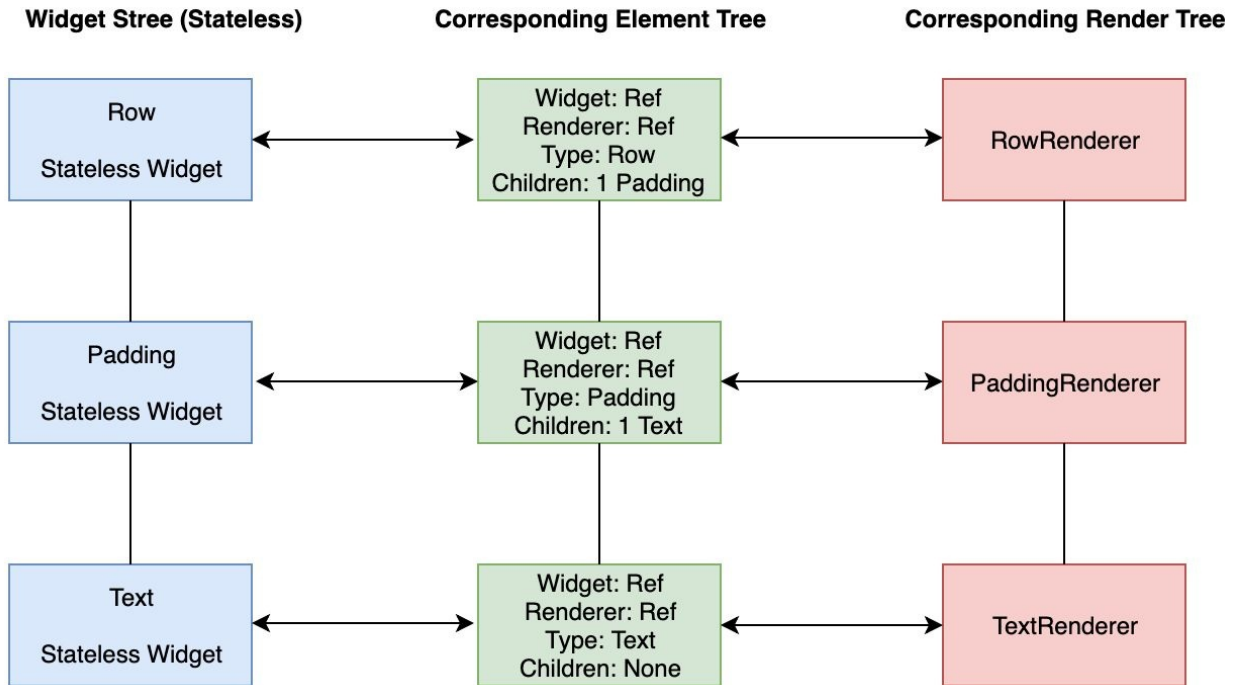 Widget Stree (Stateless)
Corresponding Element Tree
Corresponding Render Tree
Row
Stateless Widget
Widget: Ref
Renderer: Ref
Type: Row
Children: 1 Padding
RowRenderer
Padding
Stateless Widget
Widget: Ref
Renderer: Ref
Type: Padding
Children: 1 Text
PaddingRenderer
Text
Stateless Widget
Widget: Ref
Renderer: Ref
Type: Text
Children: None
TextRenderer